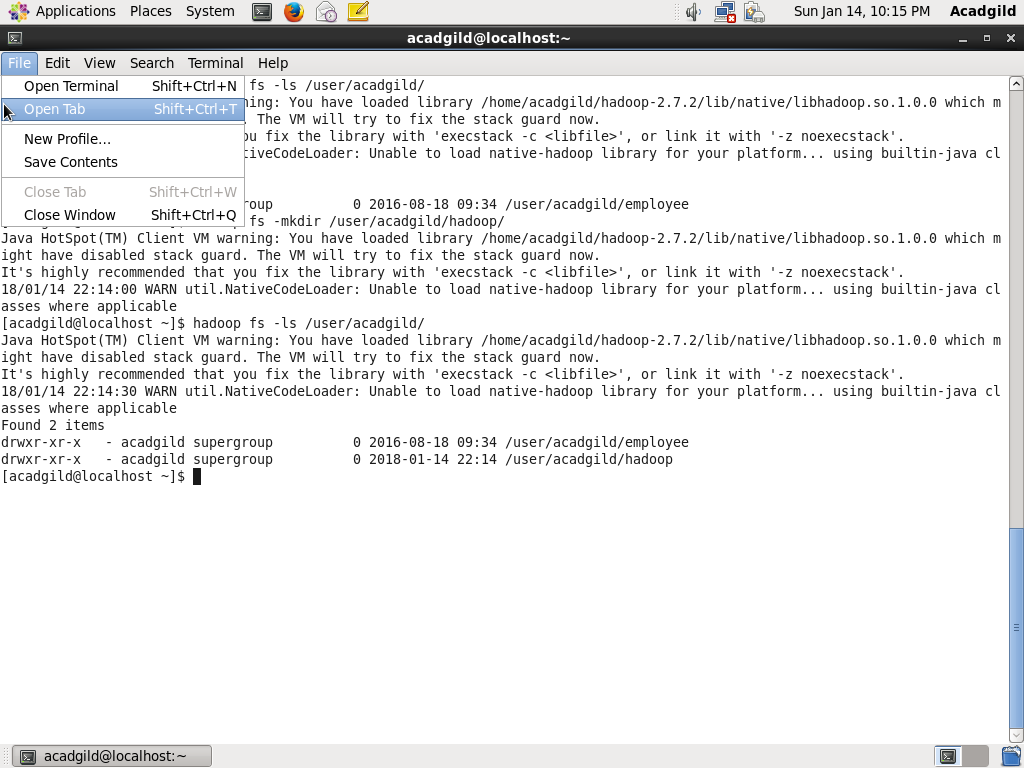 Applications Places System Sun Jan 14, 10:15 PM Acadgild
acadgild@localhost:~
File Edit View Search Terminal Help
Open Terminal Shift+Ctrl+N
Open Tab Shift+Ctrl+T
New Profile...
Save Contents
Close Tab Shift+Ctrl+W
Close Window Shift+Ctrl+Q
fs -ls /user/acadgild/
ning: You have loaded library /home/acadgild/hadoop-2.7.2/lib/native/libhadoop.so.1.0.0 which m
. The VM will try to fix the stack guard now.
ou fix the library with 'execstack -c <libfile>', or link it with '-z noexecstack'.
tiveCodeLoader: Unable to load native-hadoop library for your platform... using builtin-java cl
oup 0 2016-08-18 09:34 /user/acadgild/employee
fs -mkdir /user/acadgild/hadoop/
Java HotSpot(TM) Client VM warning: You have loaded library /home/acadgild/hadoop-2.7.2/lib/native/libhadoop.so.1.0.0 which m
ight have disabled stack guard. The VM will try to fix the stack guard now.
It's highly recommended that you fix the library with 'execstack -c <libfile>', or link it with '-z noexecstack'.
18/01/14 22:14:00 WARN util.NativeCodeLoader: Unable to load native-hadoop library for your platform... using builtin-java cl
asses where applicable
[acadgild@localhost ~]$ hadoop fs -ls /user/acadgild/
Java HotSpot(TM) Client VM warning: You have loaded library /home/acadgild/hadoop-2.7.2/lib/native/libhadoop.so.1.0.0 which m
ight have disabled stack guard. The VM will try to fix the stack guard now.
It's highly recommended that you fix the library with 'execstack -c <libfile>', or link it with '-z noexecstack'.
18/01/14 22:14:30 WARN util.NativeCodeLoader: Unable to load native-hadoop library for your platform... using builtin-java cl
asses where applicable
Found 2 items
drwxr-xr-x - acadgild supergroup 0 2016-08-18 09:34 /user/acadgild/employee
drwxr-xr-x - acadgild supergroup 0 2018-01-14 22:14 /user/acadgild/hadoop
[acadgild@localhost ~]$
acadgild@localhost:~